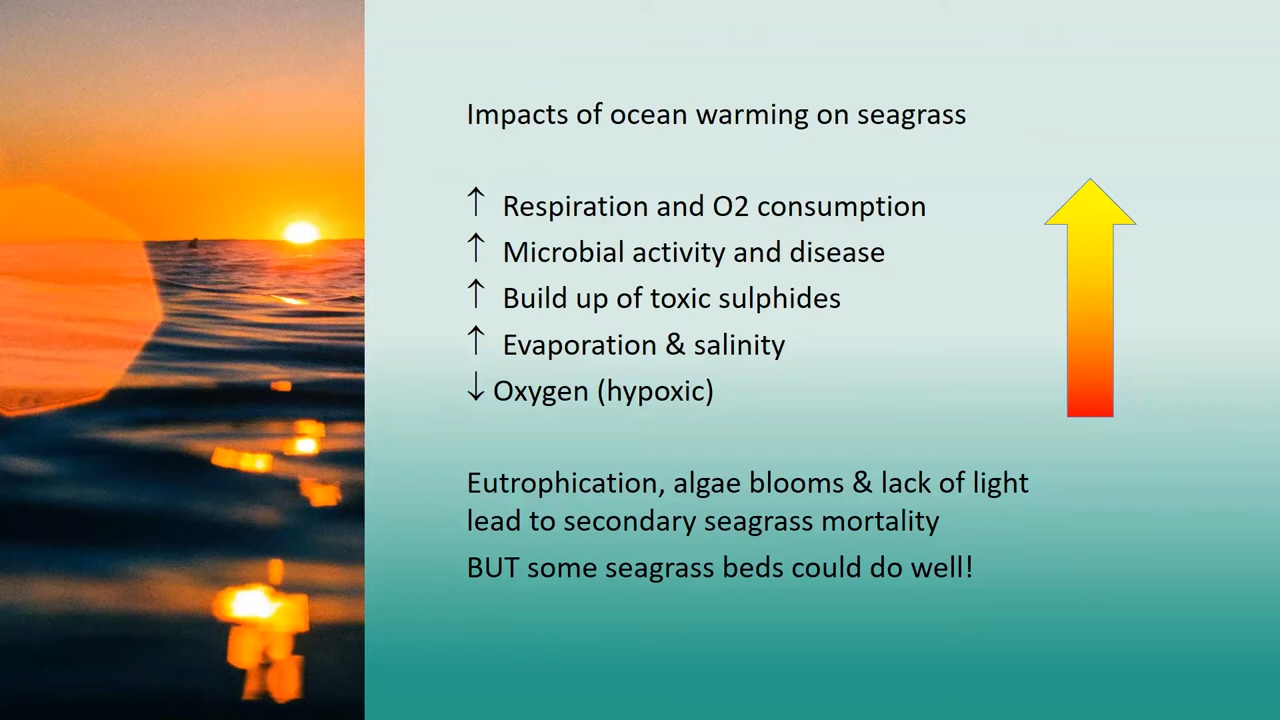 Impacts of ocean warming on seagrass
↑ Respiration and O2 consumption
↑ Microbial activity and disease
↑ Build up of toxic sulphides
↑ Evaporation & salinity
↓ Oxygen (hypoxic)
Eutrophication, algae blooms & lack of light
lead to secondary seagrass mortality
BUT some seagrass beds could do well!